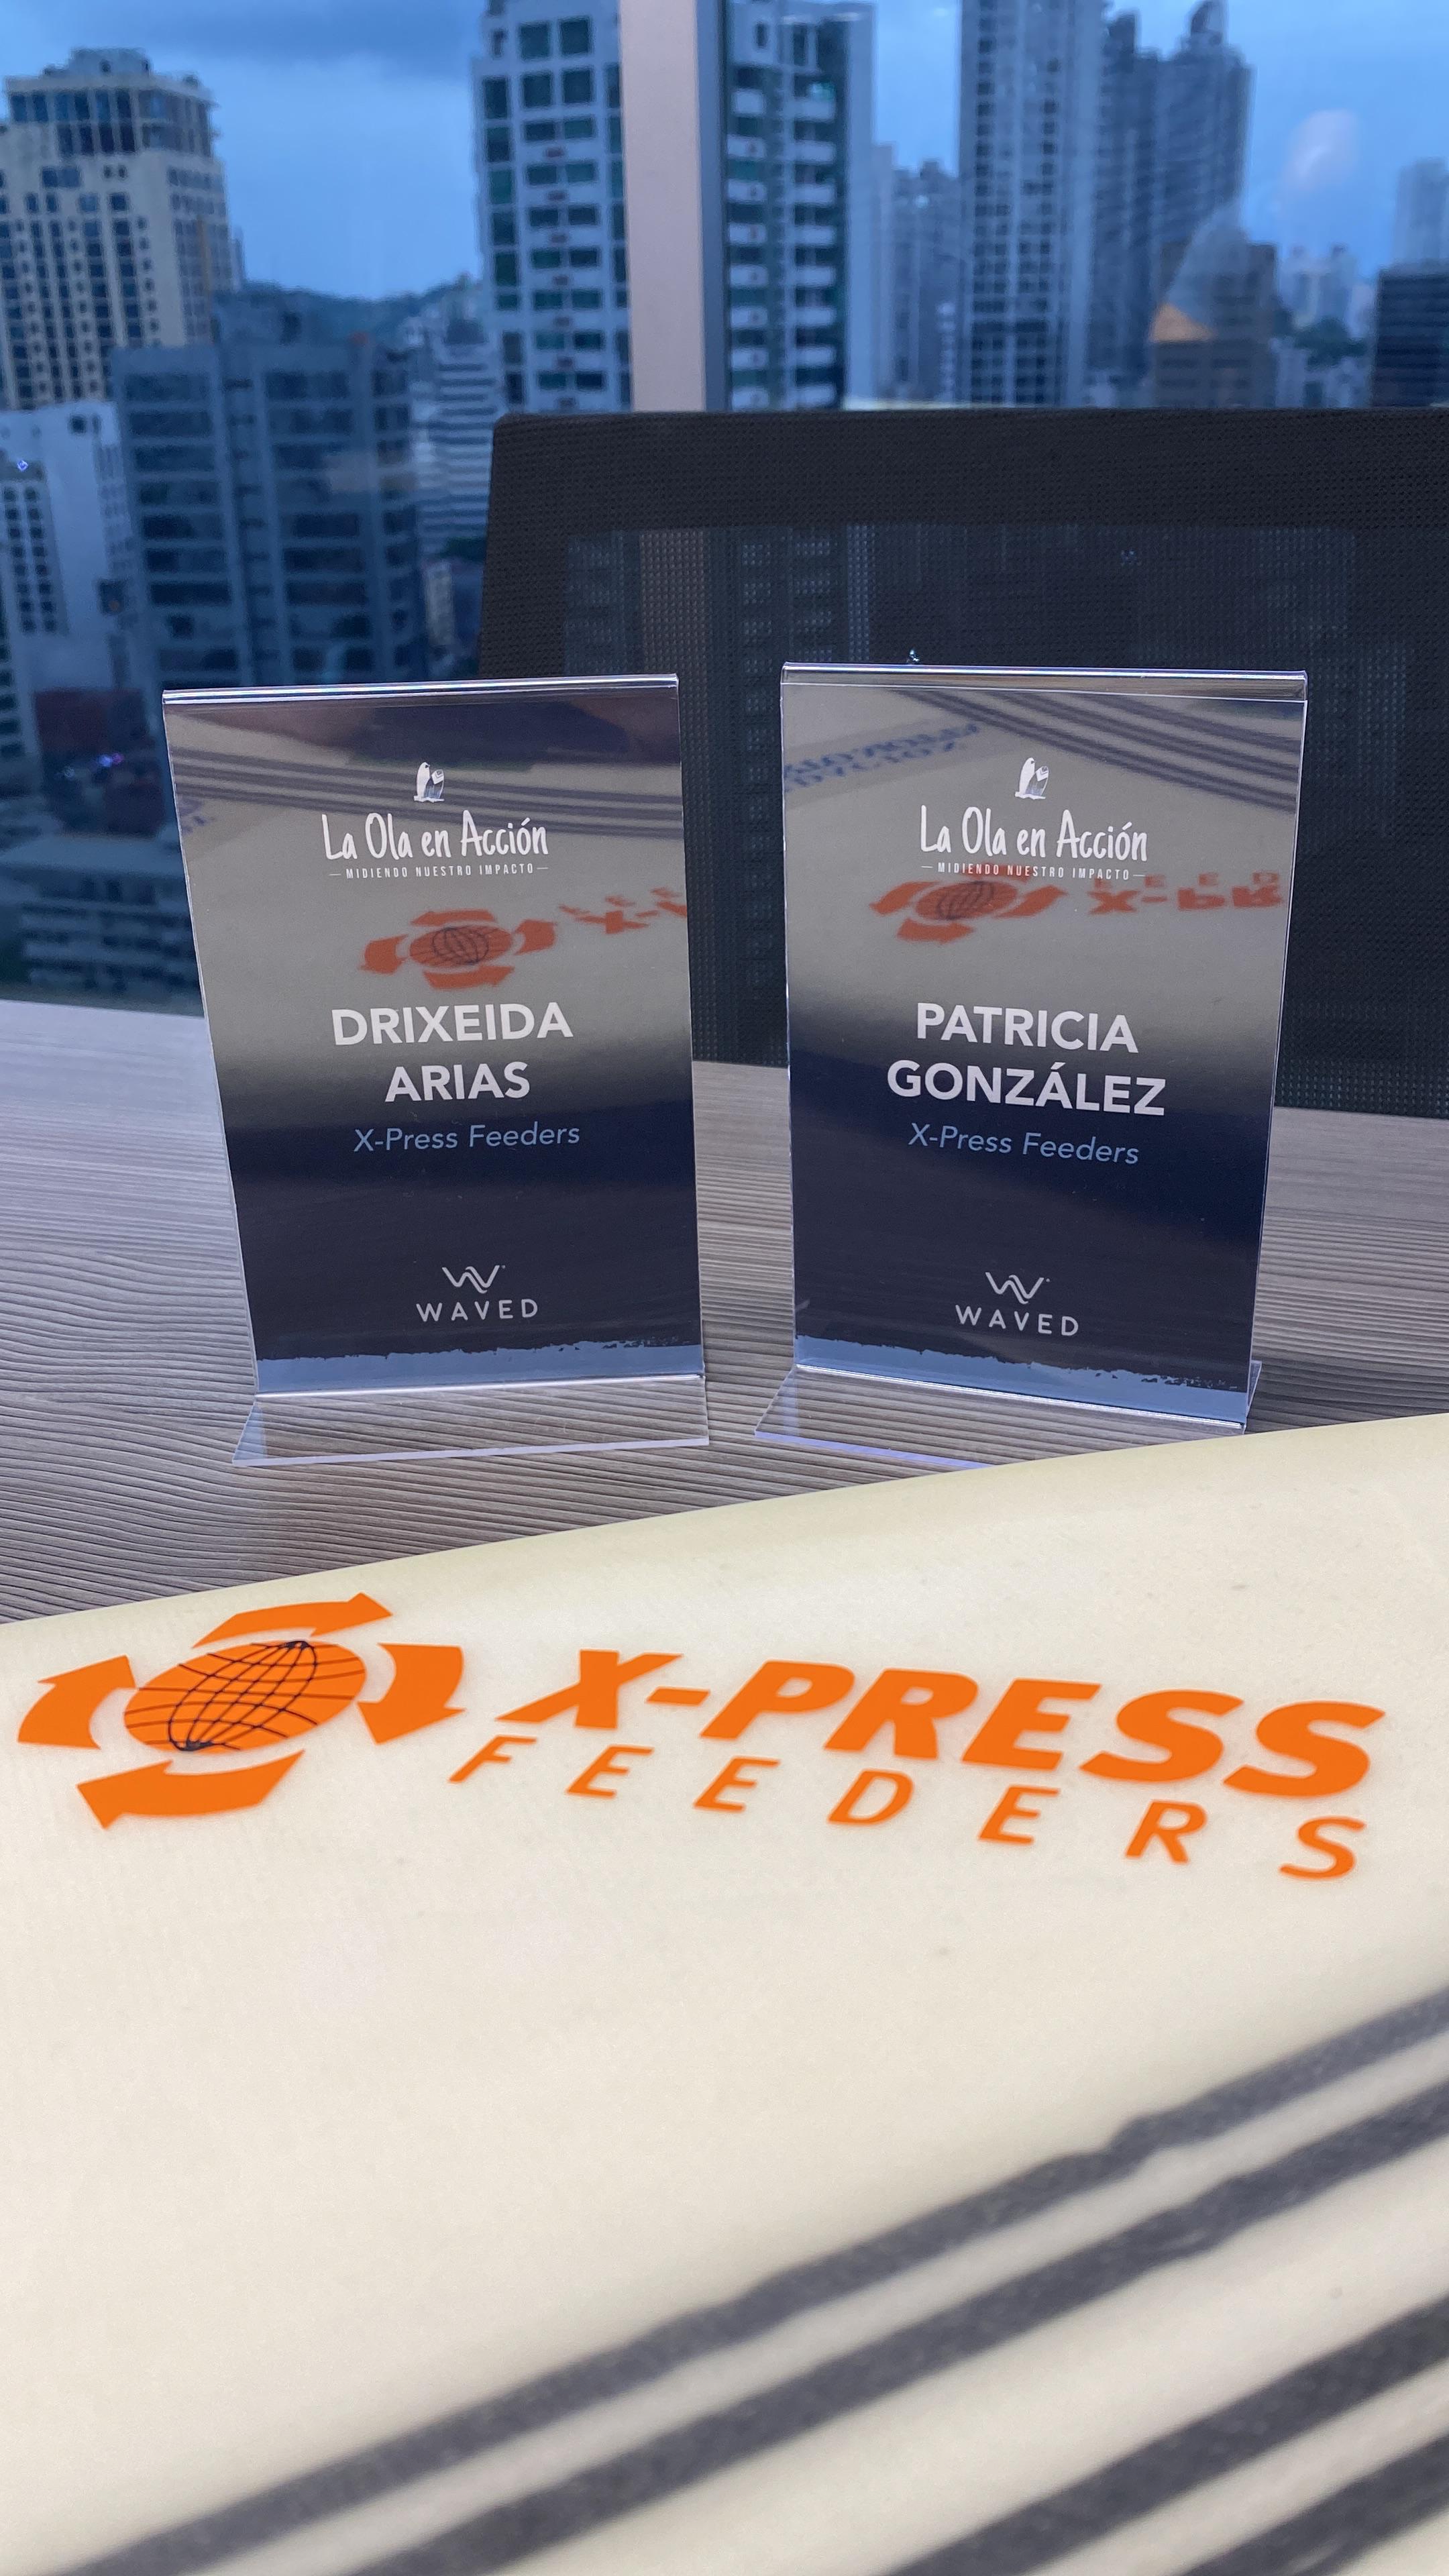 La Ola en Acción
MIDIENDO NUESTRO IMPACTO
DRIXEIDA
ARIAS
X-Press Feeders
WAVED
La Ola en Acción
MIDIENDO NUESTRO IMPACTO
PATRICIA
GONZÁLEZ
X-Press Feeders
WAVED
X-PRESS
FEEDERS